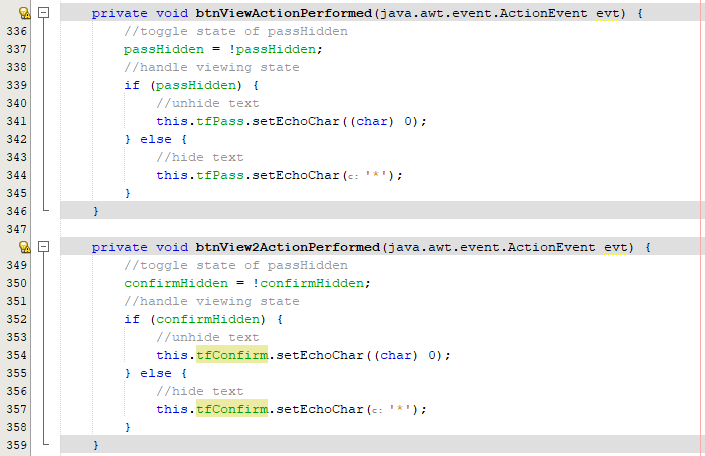 private void btnViewActionPerformed(java.awt.event.ActionEvent evt) {
336 //toggle state of passHidden
337 passHidden = !passHidden;
338 //handle viewing state
339 if (passHidden) {
340 //unhide text
341 this.tfPass.setEchoChar((char) 0);
342 } else {
343 //hide text
344 this.tfPass.setEchoChar(c: '*');
345 }
346 }
347
private void btnView2ActionPerformed(java.awt.event.ActionEvent evt) {
349 //toggle state of passHidden
350 confirmHidden = !confirmHidden;
351 //handle viewing state
352 if (confirmHidden) {
353 //unhide text
354 this.tfConfirm.setEchoChar((char) 0);
355 } else {
356 //hide text
357 this.tfConfirm.setEchoChar(c: '*');
358 }
359 }